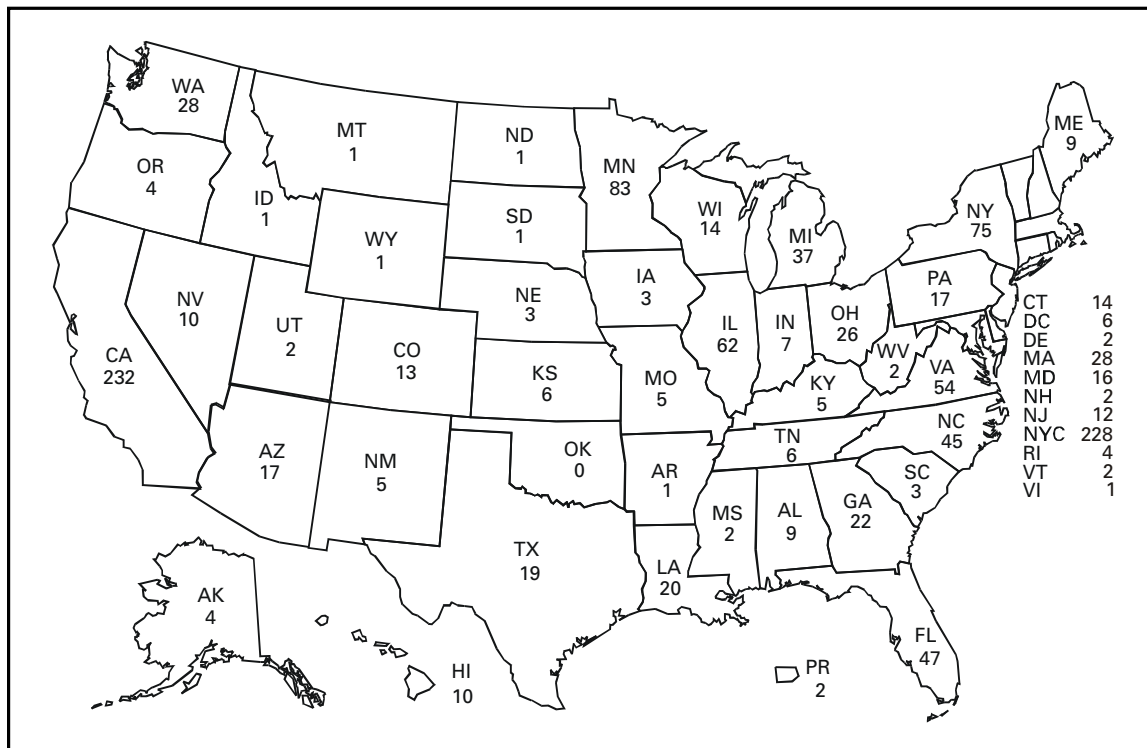 WA
28
MT
1
ND
1
MN
83
ME
9
OR
4
ID
1
SD
1
WI
14
MI
37
NY
75
WY
1
IA
3
NE
3
PA
17
NV
10
UT
2
CO
13
IL
62
IN
7
OH
26
CA
232
KS
6
MO
5
KY
5
WV
2
VA
54
CT 14
DC 6
DE 2
MA 28
MD 16
NH 2
NJ 12
NYC 228
RI 4
VT 2
VI 1
AZ
17
NM
5
OK
0
AR
1
TN
6
NC
45
SC
3
MS
2
AL
9
GA
22
TX
19
LA
20
AK
4
HI
10
FL
47
PR
2